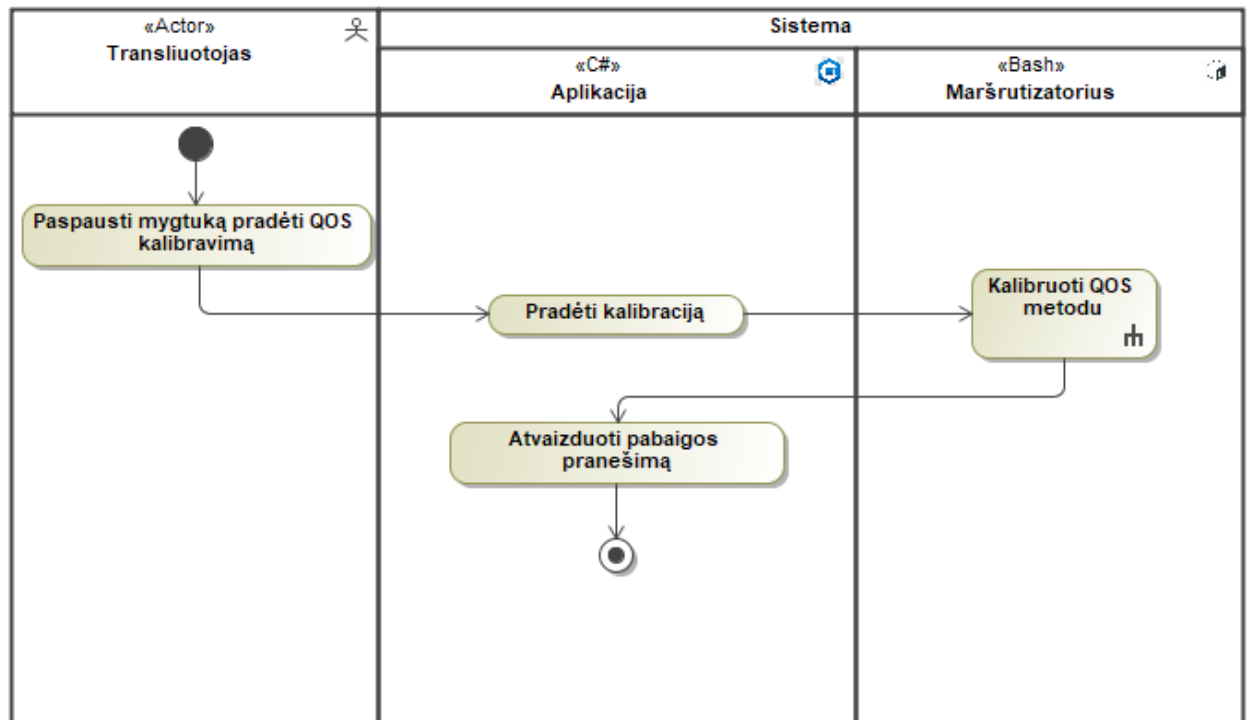 «Actor»
Transliuotojas
Sistema
«C#»
Aplikacija
«Bash»
Maršrutizatorius
Paspausti mygtuką pradėti QOS
kalibravimą
Pradėti kalibraciją
Kalibruoti QOS
metodu
Atvaizduoti pabaigos
pranešimą